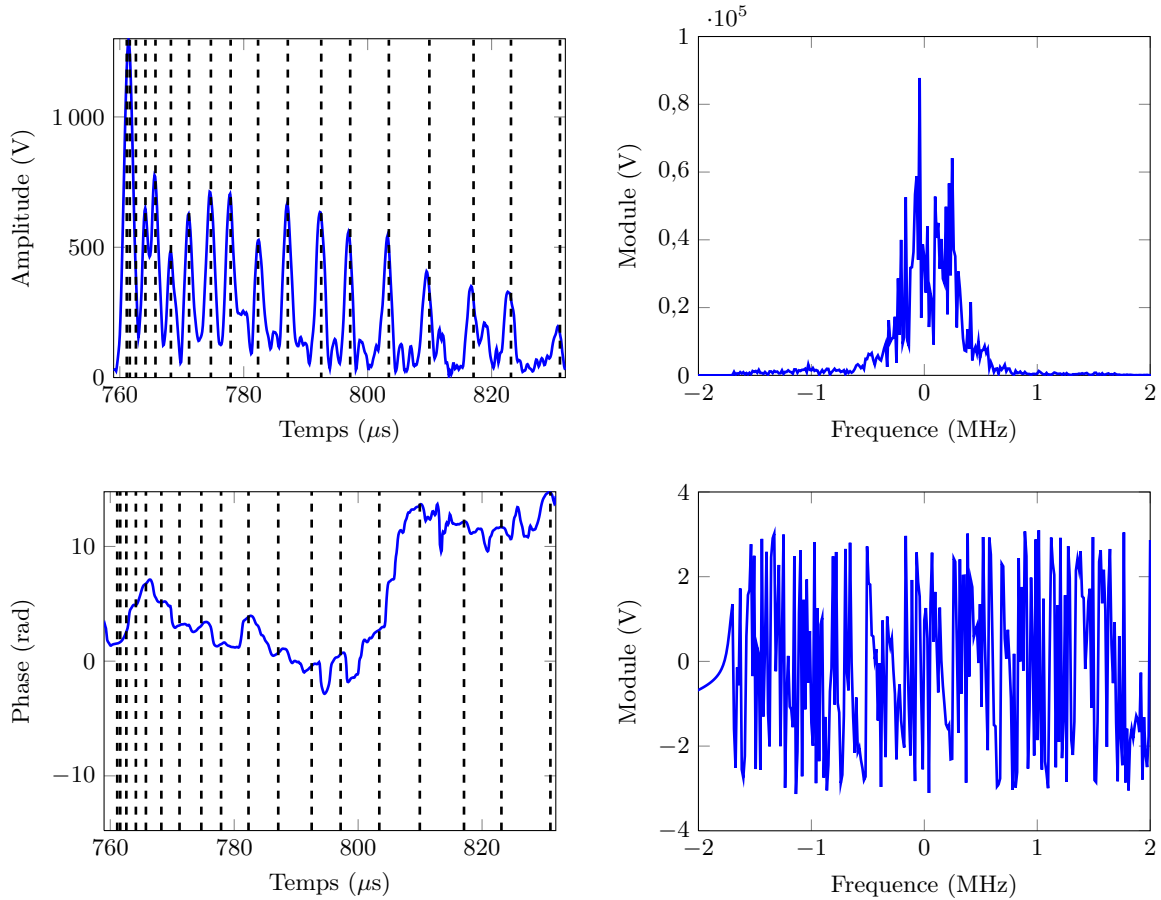 1 000
500
0
760 780 800 820
Temps (μs)
Amplitude (V)
·10⁵
1
0,8
0,6
0,4
0,2
0
−2 −1 0 1 2
Frequence (MHz)
Module (V)
10
0
−10
760 780 800 820
Temps (μs)
Phase (rad)
4
2
0
−2
−4
−2 −1 0 1 2
Frequence (MHz)
Module (V)